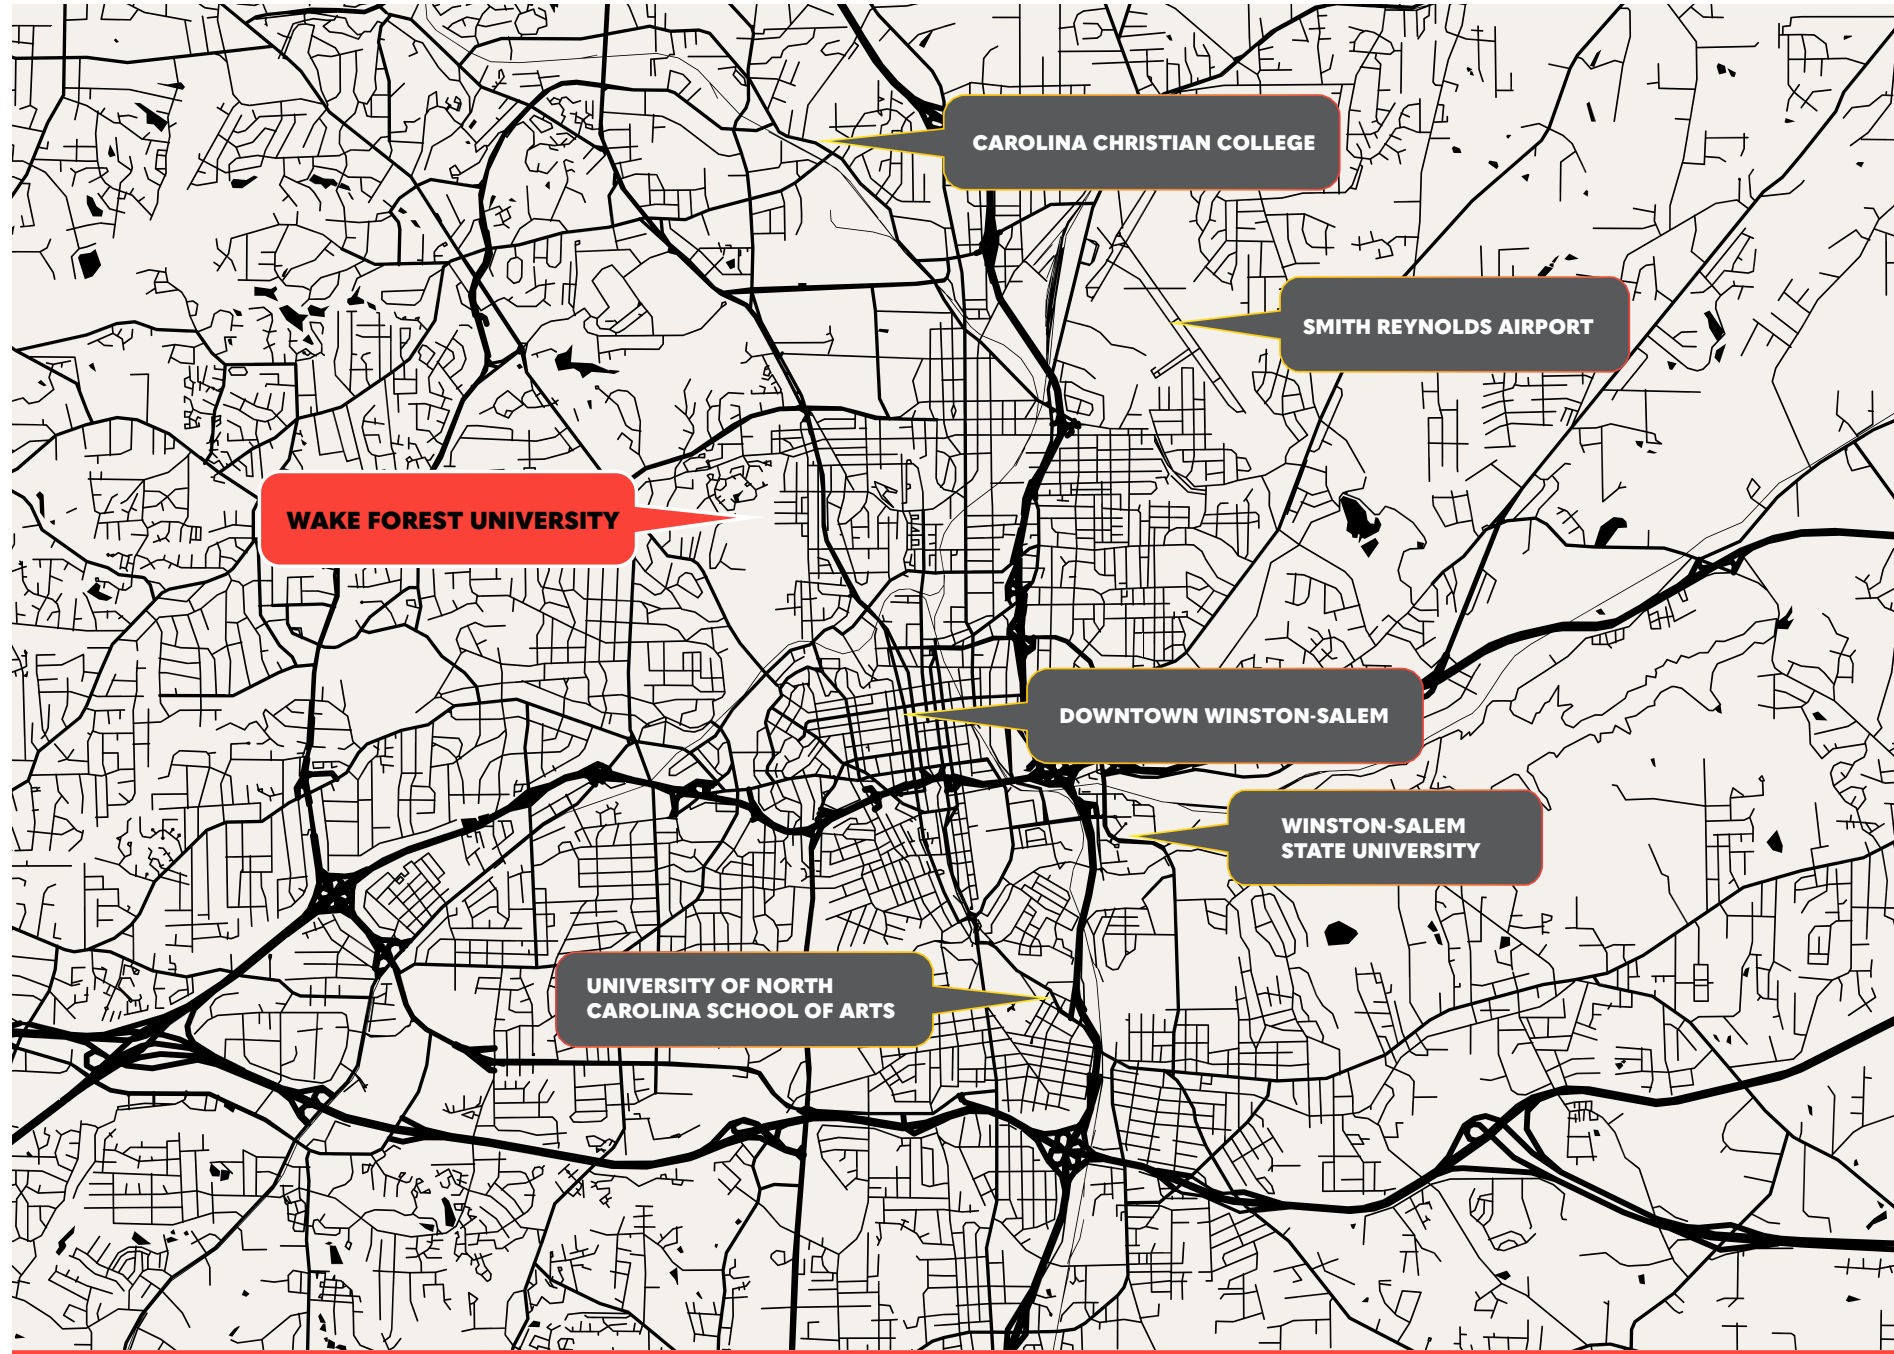 CAROLINA CHRISTIAN COLLEGE
SMITH REYNOLDS AIRPORT
WAKE FOREST UNIVERSITY
DOWNTOWN WINSTON-SALEM
WINSTON-SALEM
STATE UNIVERSITY
UNIVERSITY OF NORTH
CAROLINA SCHOOL OF ARTS